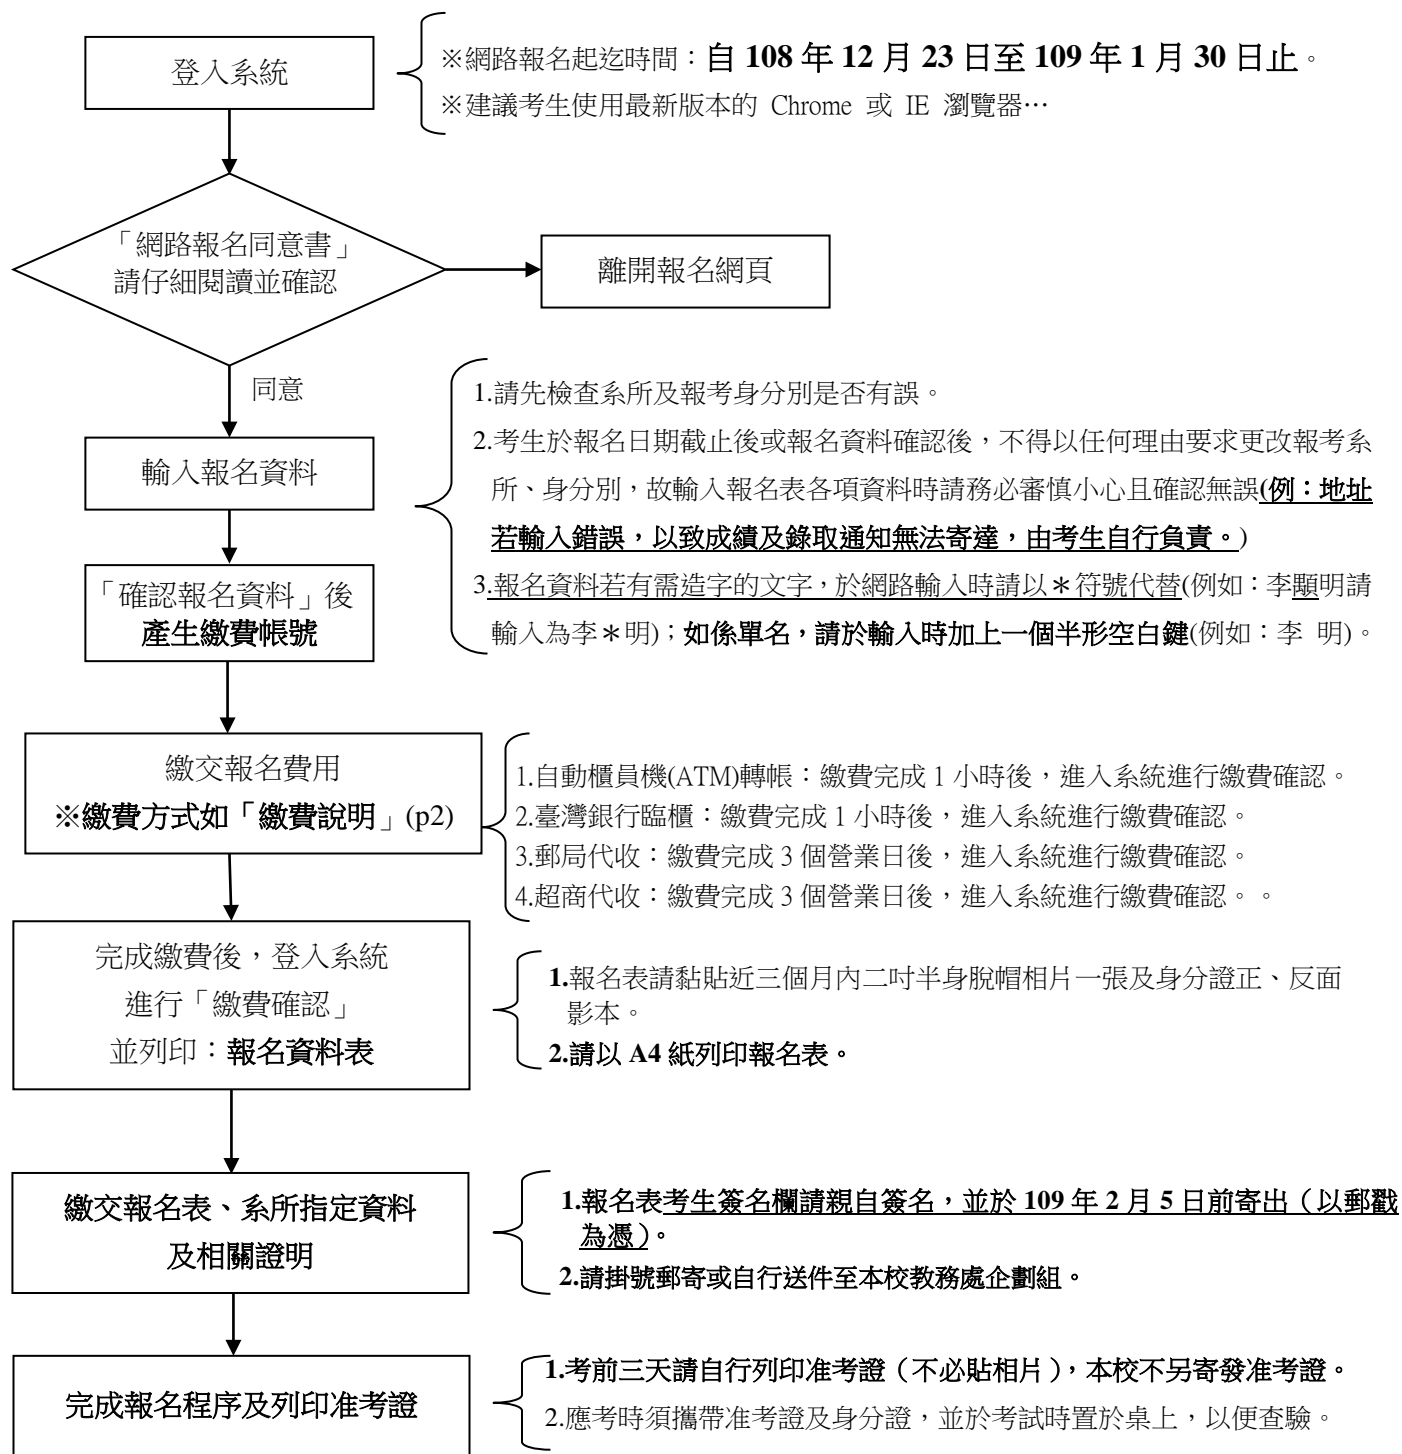 登入系統
※網路報名起迄時間：自 108 年 12 月 23 日至 109 年 1 月 30 日止。
※建議考生使用最新版本的 Chrome 或 IE 瀏覽器…
「網路報名同意書」
請仔細閱讀並確認
離開報名網頁
同意
輸入報名資料
1.請先檢查系所及報考身分別是否有誤。
2.考生於報名日期截止後或報名資料確認後，不得以任何理由要求更改報考系
所、身分別，故輸入報名表各項資料時請務必審慎小心且確認無誤(例：地址
若輸入錯誤，以致成績及錄取通知無法寄達，由考生自行負責。)
3.報名資料若有需造字的文字，於網路輸入時請以＊符號代替(例如：李顯明請
輸入為李＊明)；如係單名，請於輸入時加上一個半形空白鍵(例如：李 明)。
「確認報名資料」後
產生繳費帳號
繳交報名費用
※繳費方式如「繳費說明」(p2)
1.自動櫃員機(ATM)轉帳：繳費完成 1 小時後，進入系統進行繳費確認。
2.臺灣銀行臨櫃：繳費完成 1 小時後，進入系統進行繳費確認。
3.郵局代收：繳費完成 3 個營業日後，進入系統進行繳費確認。
4.超商代收：繳費完成 3 個營業日後，進入系統進行繳費確認。。
完成繳費後，登入系統
進行「繳費確認」
並列印：報名資料表
1.報名表請黏貼近三個月內二吋半身脫帽相片一張及身分證正、反面
影本。
2.請以 A4 紙列印報名表。
繳交報名表、系所指定資料
及相關證明
1.報名表考生簽名欄請親自簽名，並於 109 年 2 月 5 日前寄出（以郵戳
為憑）。
2.請掛號郵寄或自行送件至本校教務處企劃組。
完成報名程序及列印准考證
1.考前三天請自行列印准考證（不必貼相片），本校不另寄發准考證。
2.應考時須攜帶准考證及身分證，並於考試時置於桌上，以便查驗。